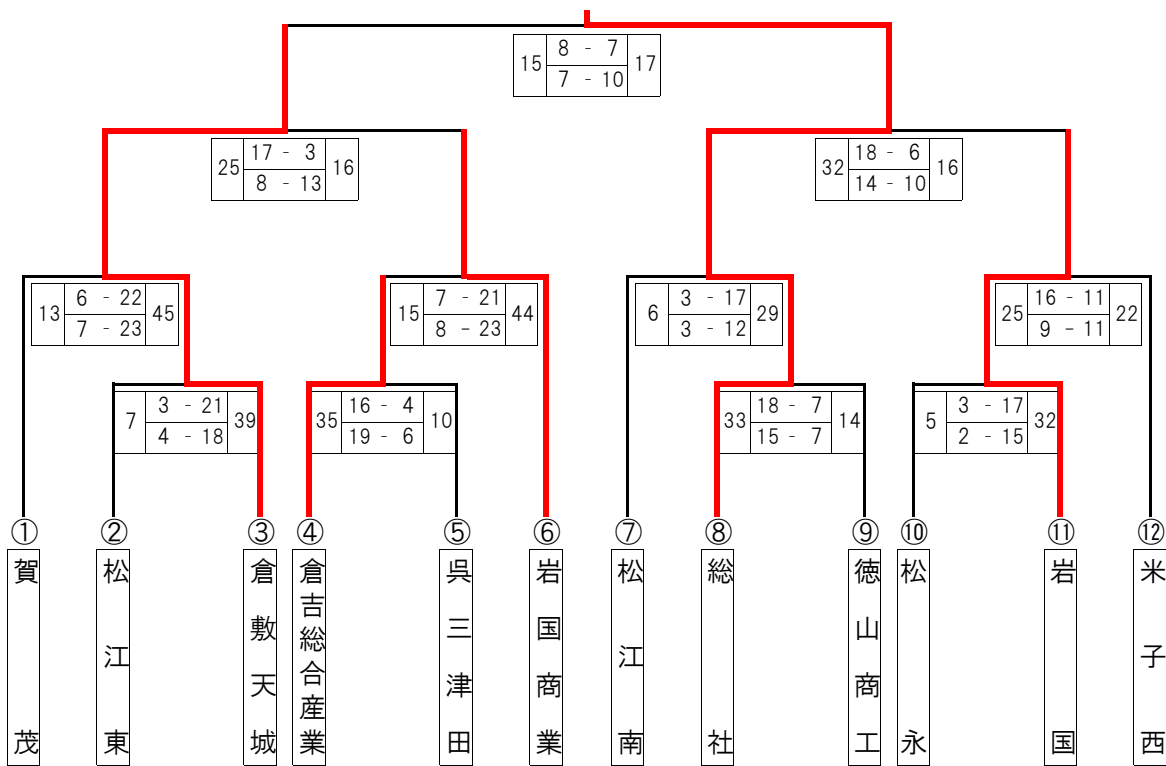 8 - 7
15 17
7 - 10
17 - 3
25 16
8 - 13
18 - 6
32 16
14 - 10
6 - 22
13 45
7 - 23
7 - 21
15 44
8 - 23
3 - 17
6 29
3 - 12
16 - 11
25 22
9 - 11
3 - 21
7 39
4 - 18
16 - 4
35 10
19 - 6
18 - 7
33 14
15 - 7
3 - 17
5 32
2 - 15
① 賀茂
② 松江東
③ 倉敷天城
④ 倉吉総合産業
⑤ 呉三津田
⑥ 岩国商業
⑦ 松江南
⑧ 総社
⑨ 徳山商工
⑩ 松永
⑪ 岩国
⑫ 米子西